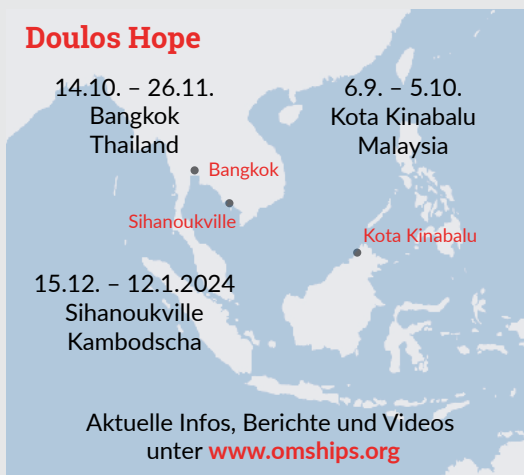 Doulos Hope
14.10. – 26.11.
Bangkok
Thailand
6.9. – 5.10.
Kota Kinabalu
Malaysia
Bangkok
Sihanoukville
Kota Kinabalu
15.12. – 12.1.2024
Sihanoukville
Kambodscha
Aktuelle Infos, Berichte und Videos
unter www.omships.org